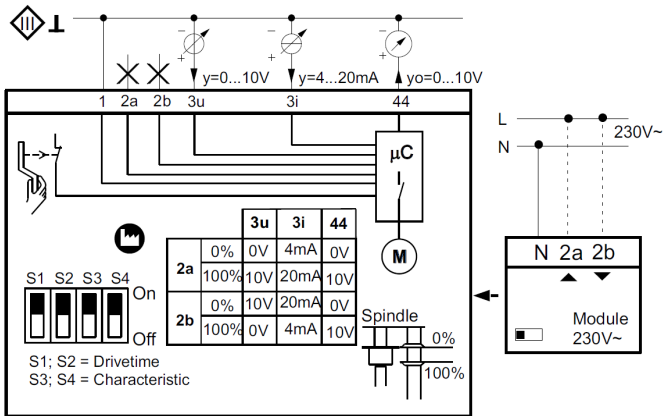 III
y=0...10V
y=4...20mA
yo=0...10V
1 2a 2b 3u 3i 44
µC
M
3u 3i 44
2a 0% 0V 4mA 0V
100% 10V 20mA 10V
2b 0% 10V 20mA 0V
100% 0V 4mA 10V
S1 S2 S3 S4
On
Off
S1; S2 = Drivetime
S3; S4 = Characteristic
Spindle
0%
100%
L
N
230V~
N 2a 2b
Module
230V~